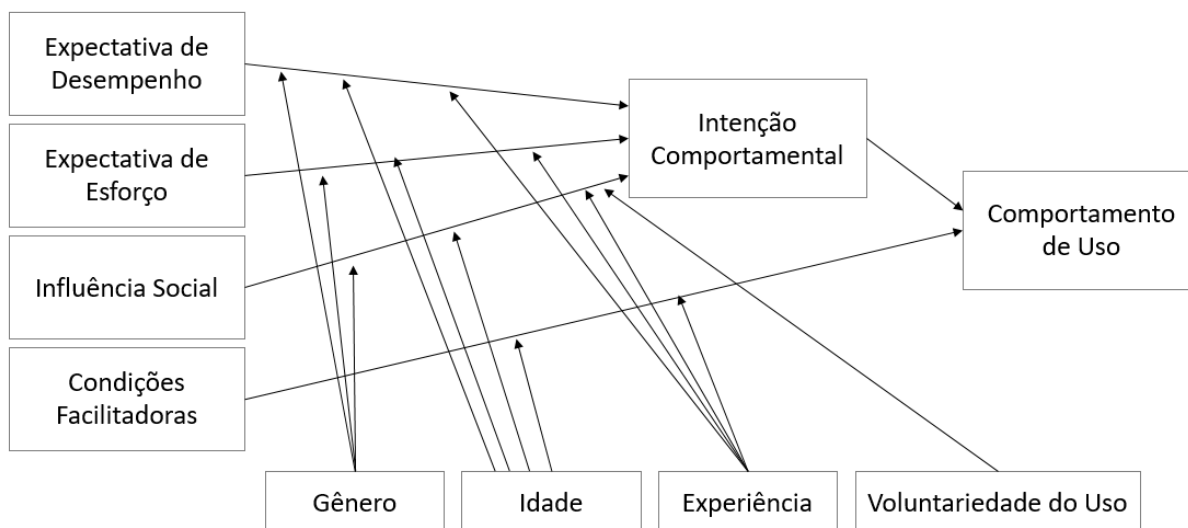 Expectativa de
Desempenho
Expectativa de
Esforço
Influência Social
Condições
Facilitadoras
Intenção
Comportamental
Comportamento
de Uso
Gênero
Idade
Experiência
Voluntariedade do Uso